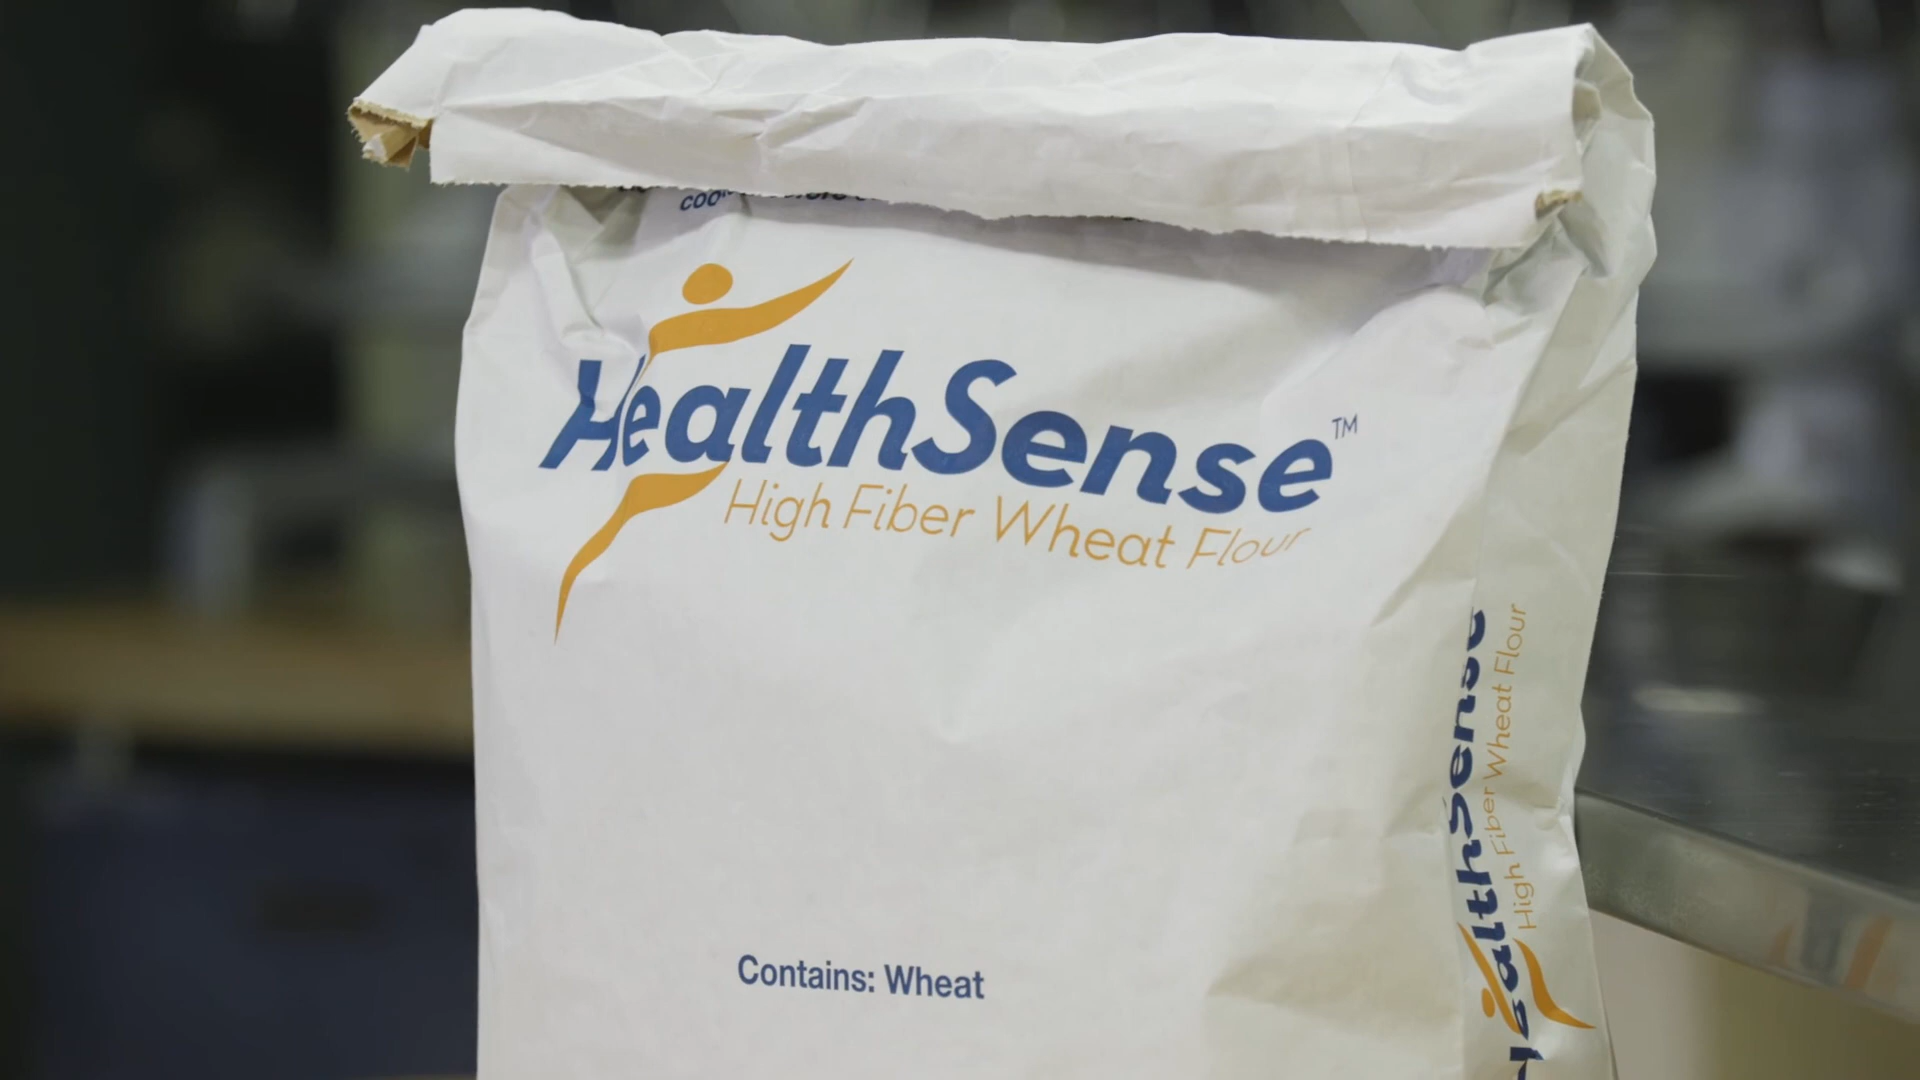 HealthSense™
High Fiber Wheat Flour
Contains: Wheat
HealthSense
High Fiber Wheat Flour